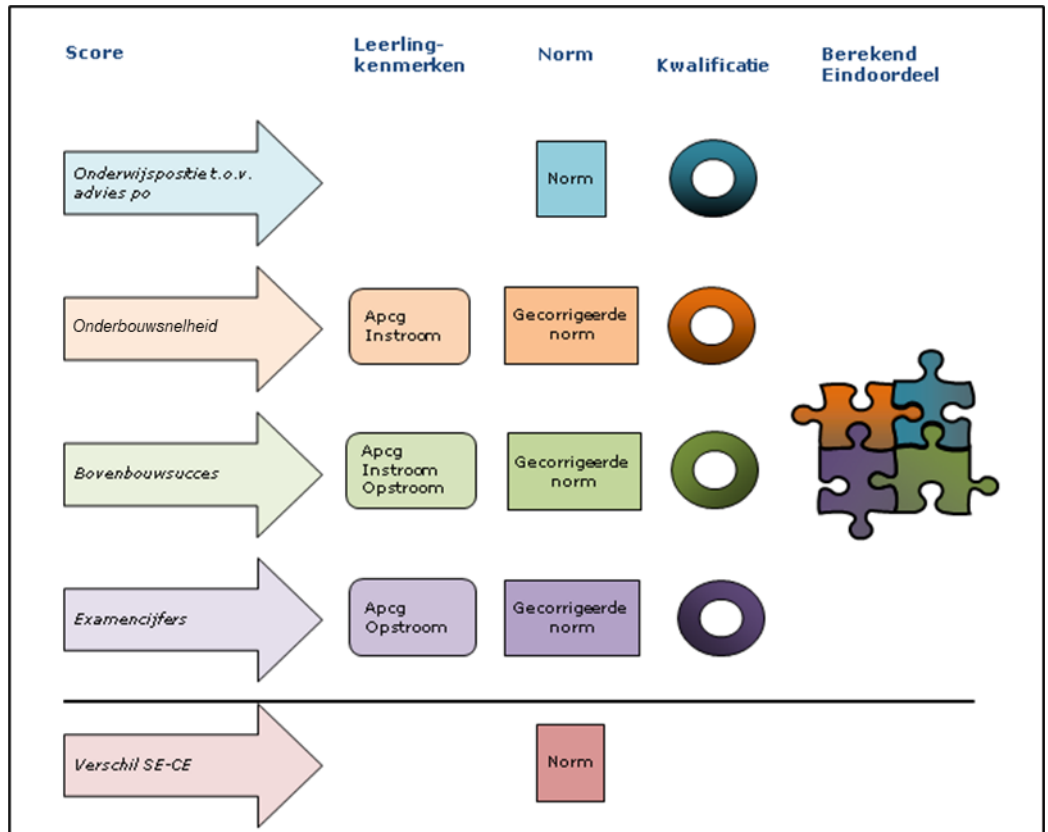 Score
Leerling-
kenmerken
Norm
Kwalificatie
Berekend
Eindoordeel
Onderwijspositie t.o.v.
advies po
Norm
Onderbouwsnelheid
Apcg
Instroom
Gecorrigeerde
norm
Bovenbouwsucces
Apcg
Instroom
Opstroom
Gecorrigeerde
norm
Examencijfers
Apcg
Opstroom
Gecorrigeerde
norm
Verschil SE-CE
Norm